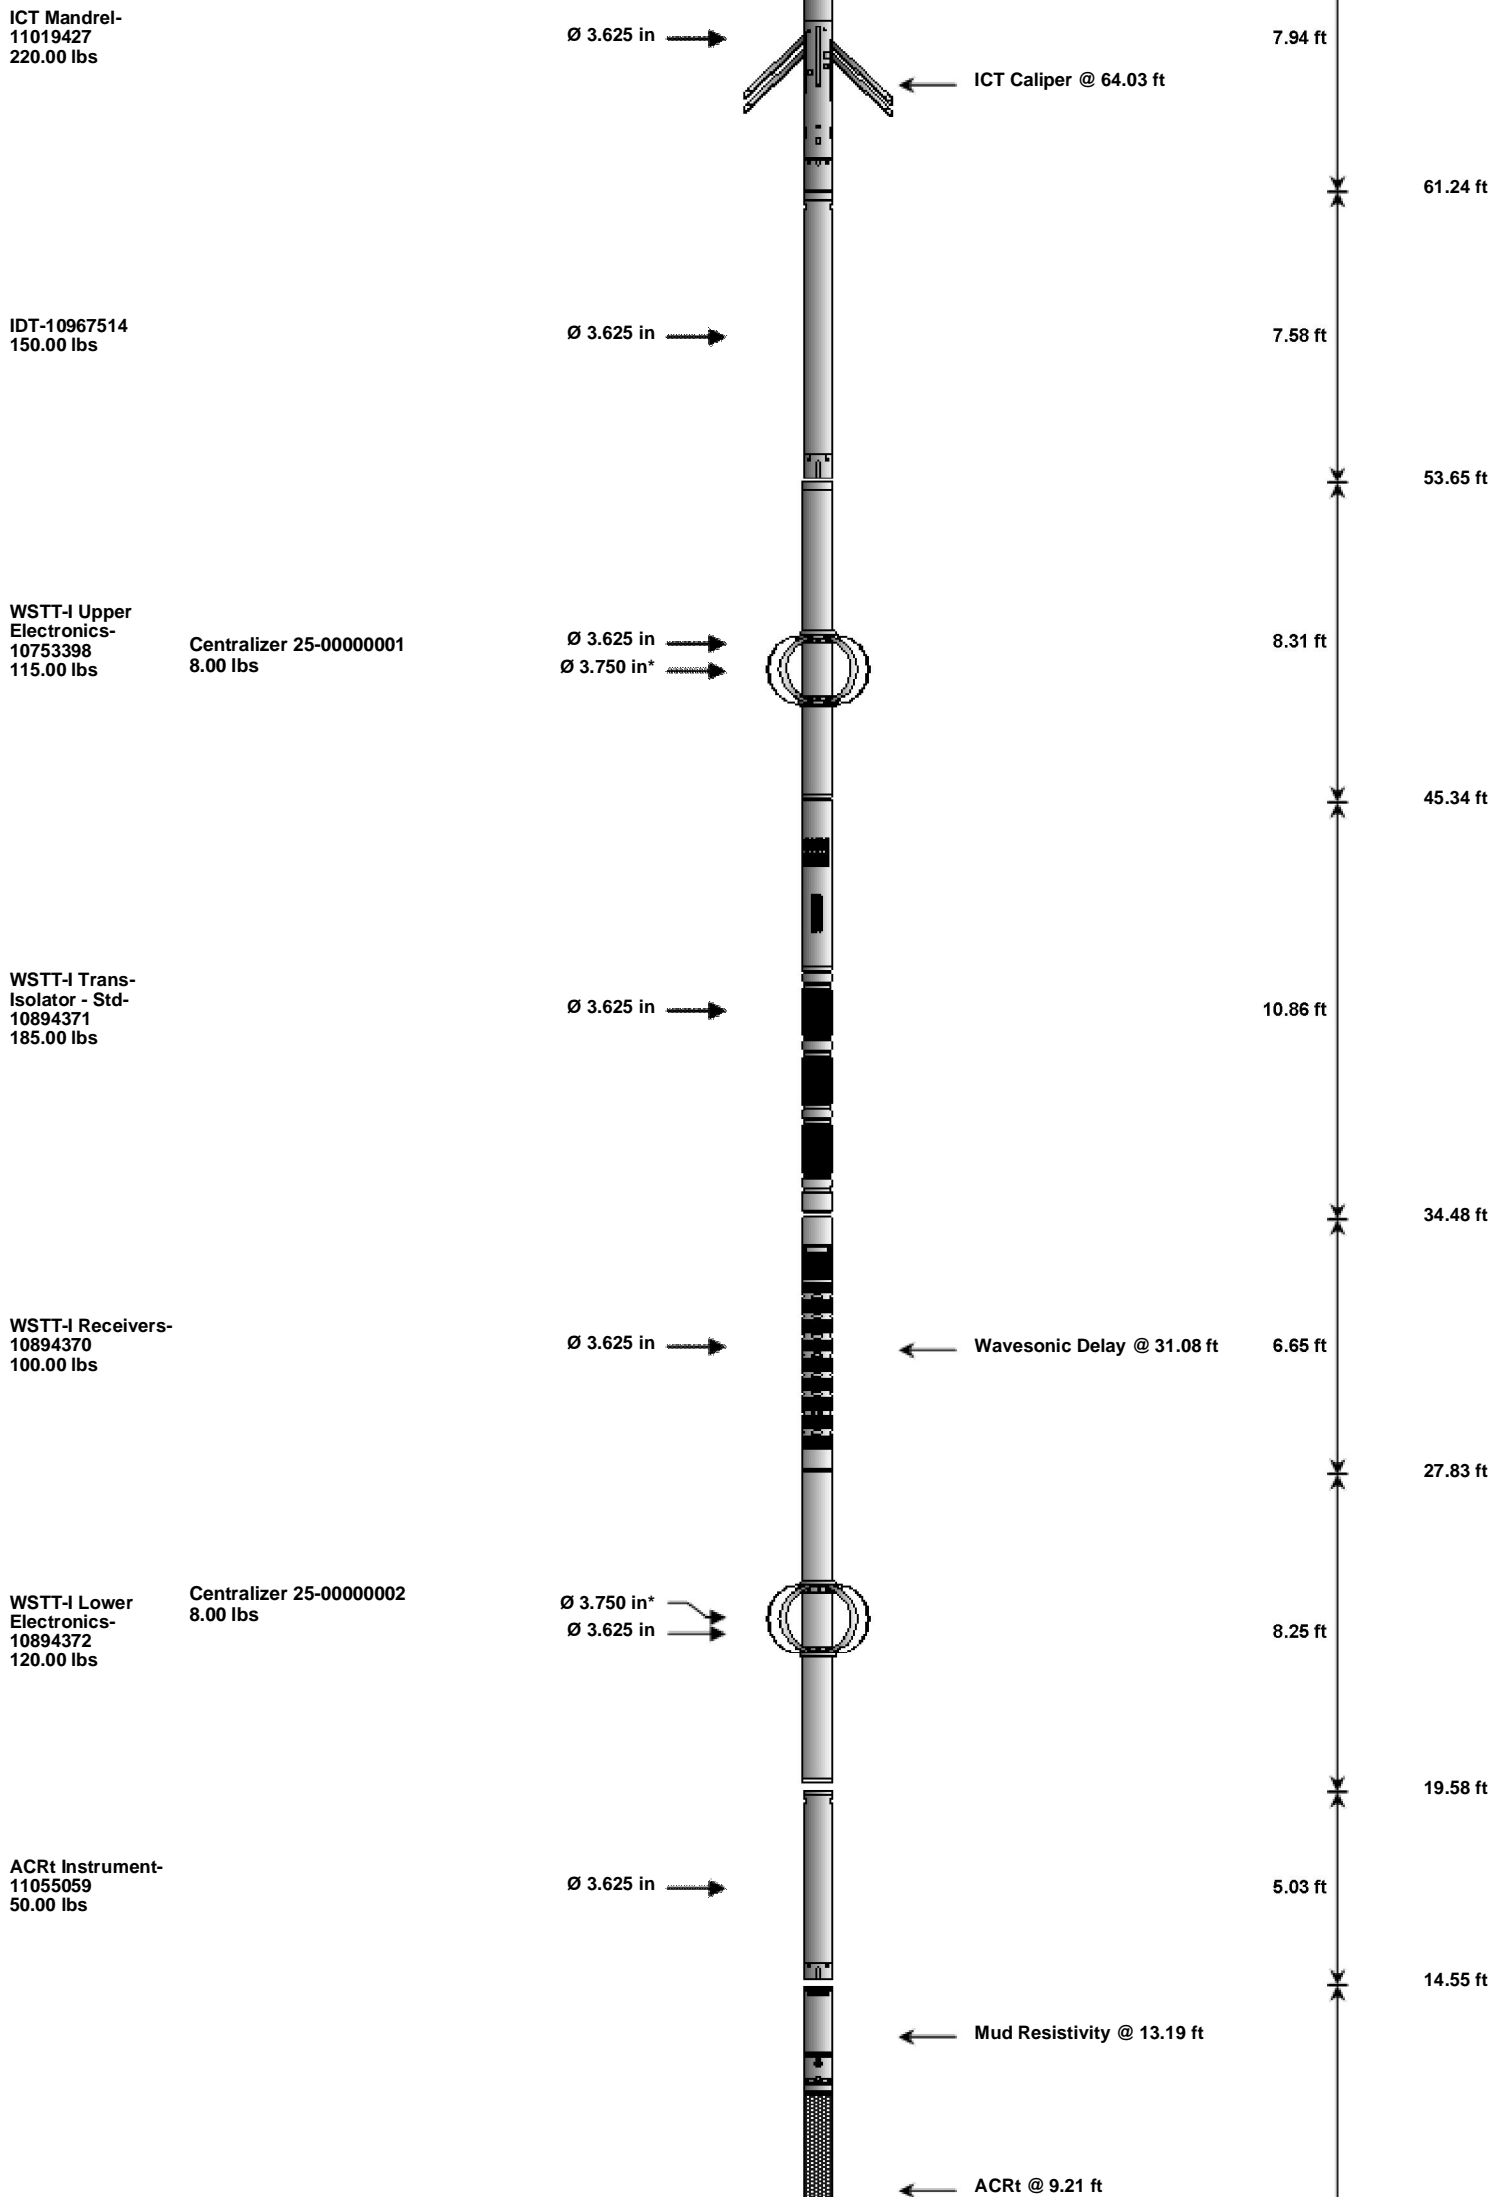 ICT Mandrel-
11019427
220.00 lbs
Ø 3.625 in
7.94 ft
ICT Caliper @ 64.03 ft
61.24 ft
IDT-10967514
150.00 lbs
Ø 3.625 in
7.58 ft
53.65 ft
WSTT-I Upper
Electronics-
10753398
115.00 lbs
Centralizer 25-00000001
8.00 lbs
Ø 3.625 in
Ø 3.750 in*
8.31 ft
45.34 ft
WSTT-I Trans-
Isolator - Std-
10894371
185.00 lbs
Ø 3.625 in
10.86 ft
34.48 ft
WSTT-I Receivers-
10894370
100.00 lbs
Ø 3.625 in
Wavesonic Delay @ 31.08 ft
6.65 ft
27.83 ft
WSTT-I Lower
Electronics-
10894372
120.00 lbs
Centralizer 25-00000002
8.00 lbs
Ø 3.750 in*
Ø 3.625 in
8.25 ft
19.58 ft
ACRt Instrument-
11055059
50.00 lbs
Ø 3.625 in
5.03 ft
14.55 ft
Mud Resistivity @ 13.19 ft
ACRt @ 9.21 ft